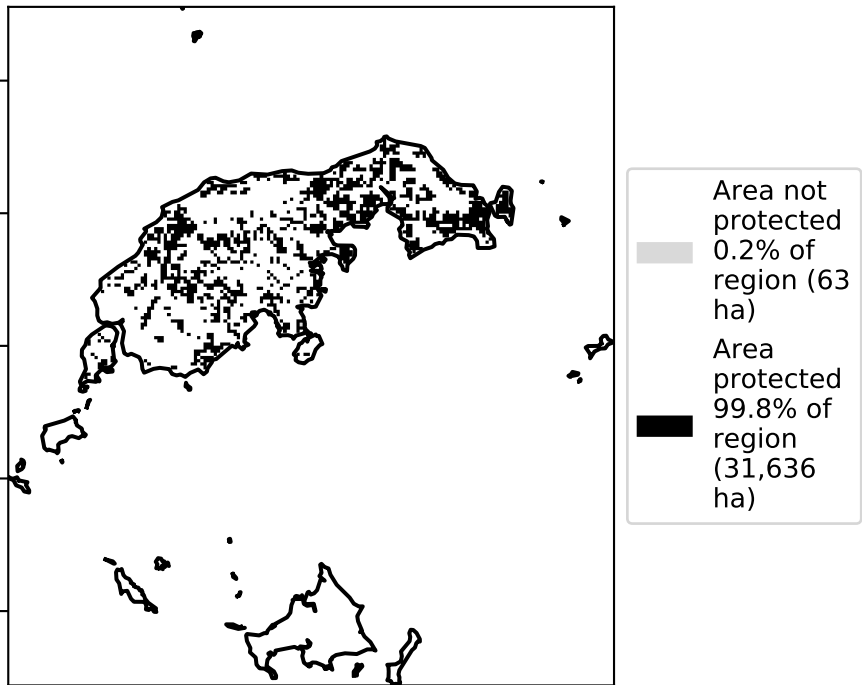 Area not
protected
0.2% of
region (63
ha)
Area
protected
99.8% of
region
(31,636
ha)